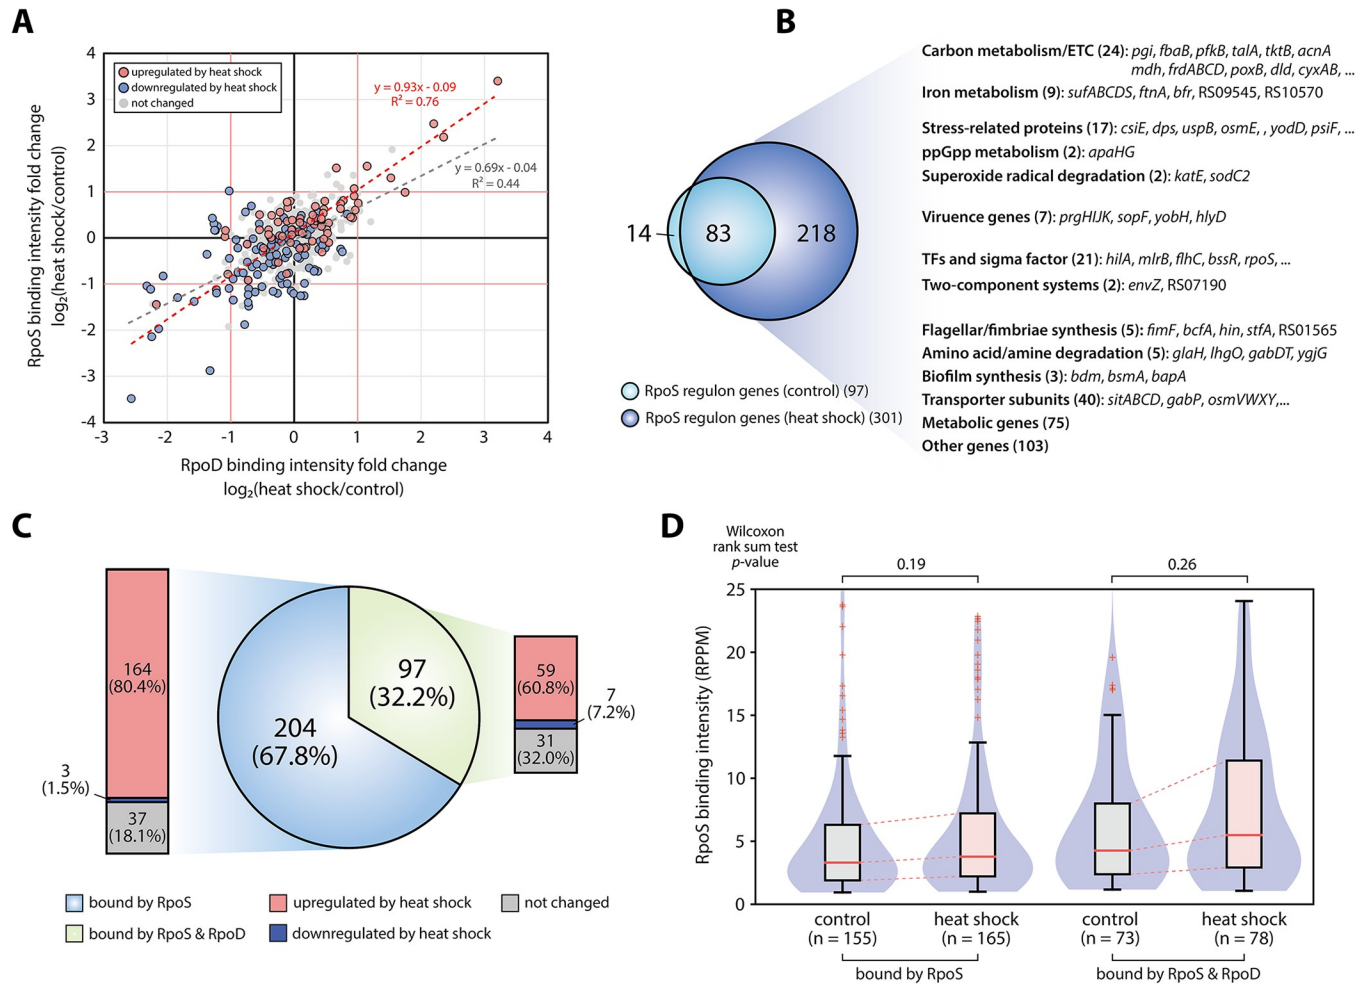 A
upregulated by heat shock
downregulated by heat shock
not changed
y = 0.93x - 0.09
R² = 0.76
y = 0.69x - 0.04
R² = 0.44
4
3
2
1
0
-1
-2
-3
-4
-3
-2
-1
0
1
2
3
4
RpoS binding intensity fold change
log₂(heat shock/control)
RpoD binding intensity fold change
log₂(heat shock/control)
B
14
83
218
RpoS regulon genes (control) (97)
RpoS regulon genes (heat shock) (301)
Carbon metabolism/ETC (24): pgi, fbaB, pfkB, talA, tktB, acnA
mdh, frdABCD, poxB, dld, cyxAB, ...
Iron metabolism (9): sufABCDS, ftnA, bfr, RS09545, RS10570
Stress-related proteins (17): csiE, dps, uspB, osmE, , yodD, psiF, ...
ppGpp metabolism (2): apaHG
Superoxide radical degradation (2): katE, sodC2
Viruence genes (7): prgHIJK, sopF, yobH, hlyD
TFs and sigma factor (21): hilA, mlrB, flhC, bssR, rpoS, ...
Two-component systems (2): envZ, RS07190
Flagellar/fimbriae synthesis (5): fimF, bcfA, hin, stfA, RS01565
Amino acid/amine degradation (5): glaH, lhgO, gabDT, ygjG
Biofilm synthesis (3): bdm, bsmA, bapA
Transporter subunits (40): sitABCD, gabP, osmVWXY,...
Metabolic genes (75)
Other genes (103)
C
164
(80.4%)
3
(1.5%)
37
(18.1%)
204
(67.8%)
97
(32.2%)
59
(60.8%)
7
(7.2%)
31
(32.0%)
bound by RpoS
upregulated by heat shock
not changed
bound by RpoS & RpoD
downregulated by heat shock
D
Wilcoxon
rank sum test
p-value
0.19
0.26
25
20
15
10
5
0
RpoS binding intensity (RPPM)
control
(n = 155)
heat shock
(n = 165)
control
(n = 73)
heat shock
(n = 78)
bound by RpoS
bound by RpoS & RpoD